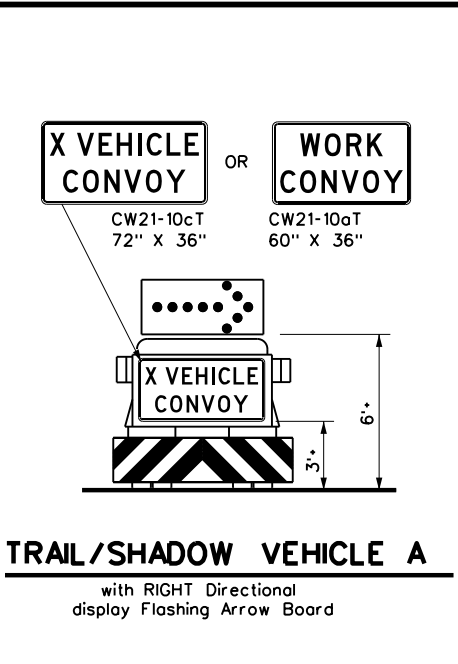 X VEHICLE
CONVOY
OR
WORK
CONVOY
CW21-10cT
72" X 36"
CW21-10aT
60" X 36"
X VEHICLE
CONVOY
6'+
3'+
TRAIL/SHADOW VEHICLE A
with RIGHT Directional
display Flashing Arrow Board